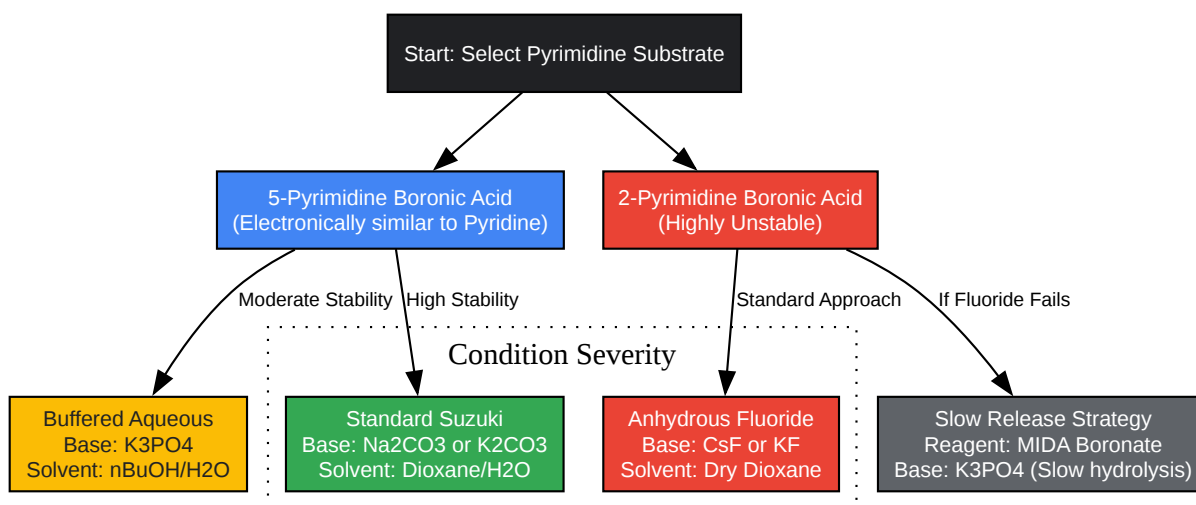 Start: Select Pyrimidine Substrate
5-Pyrimidine Boronic Acid
(Electronically similar to Pyridine)
2-Pyrimidine Boronic Acid
(Highly Unstable)
Moderate Stability
High Stability
Standard Approach
If Fluoride Fails
Condition Severity
Buffered Aqueous
Base: K3PO4
Solvent: nBuOH/H2O
Standard Suzuki
Base: Na2CO3 or K2CO3
Solvent: Dioxane/H2O
Anhydrous Fluoride
Base: CsF or KF
Solvent: Dry Dioxane
Slow Release Strategy
Reagent: MIDA Boronate
Base: K3PO4 (Slow hydrolysis)